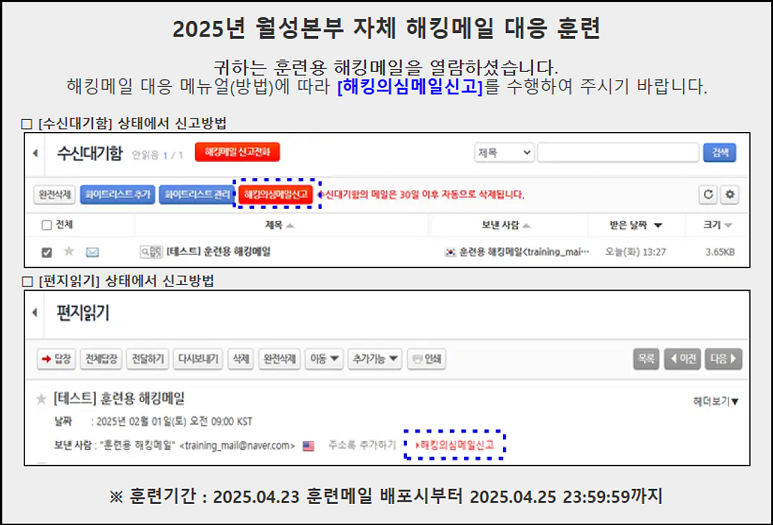 2025년 월성본부 자체 해킹메일 대응 훈련
귀하는 훈련용 해킹메일을 열람하셨습니다.
해킹메일 대응 메뉴얼(방법)에 따라 [해킹의심메일신고]를 수행하여 주시기 바랍니다.
□ [수신대기함] 상태에서 신고방법
수신대기함 안읽음 1 / 1 해킹메일 신고전화 제목 검색
완전삭제 화이트리스트 추가 화이트리스트 관리 해킹의심메일신고 수신대기함의 메일은 30일 이후 자동으로 삭제됩니다.
전체 제목 보낸 사람 받은 날짜 크기
[테스트] 훈련용 해킹메일 훈련용 해킹메일<training_mai··· 오늘(화) 13:27 3.65KB
□ [편지읽기] 상태에서 신고방법
편지읽기
답장 전체답장 전달하기 다시보내기 삭제 완전삭제 이동 추가기능 인쇄 목록 이전 다음
[테스트] 훈련용 해킹메일 헤더보기▼
날짜 : 2025년 02월 01일(토) 오전 09:00 KST
보낸 사람 : "훈련용 해킹메일" <training_mail@naver.com> 주소록 추가하기 해킹의심메일신고
※ 훈련기간 : 2025.04.23 훈련메일 배포시부터 2025.04.25 23:59:59까지